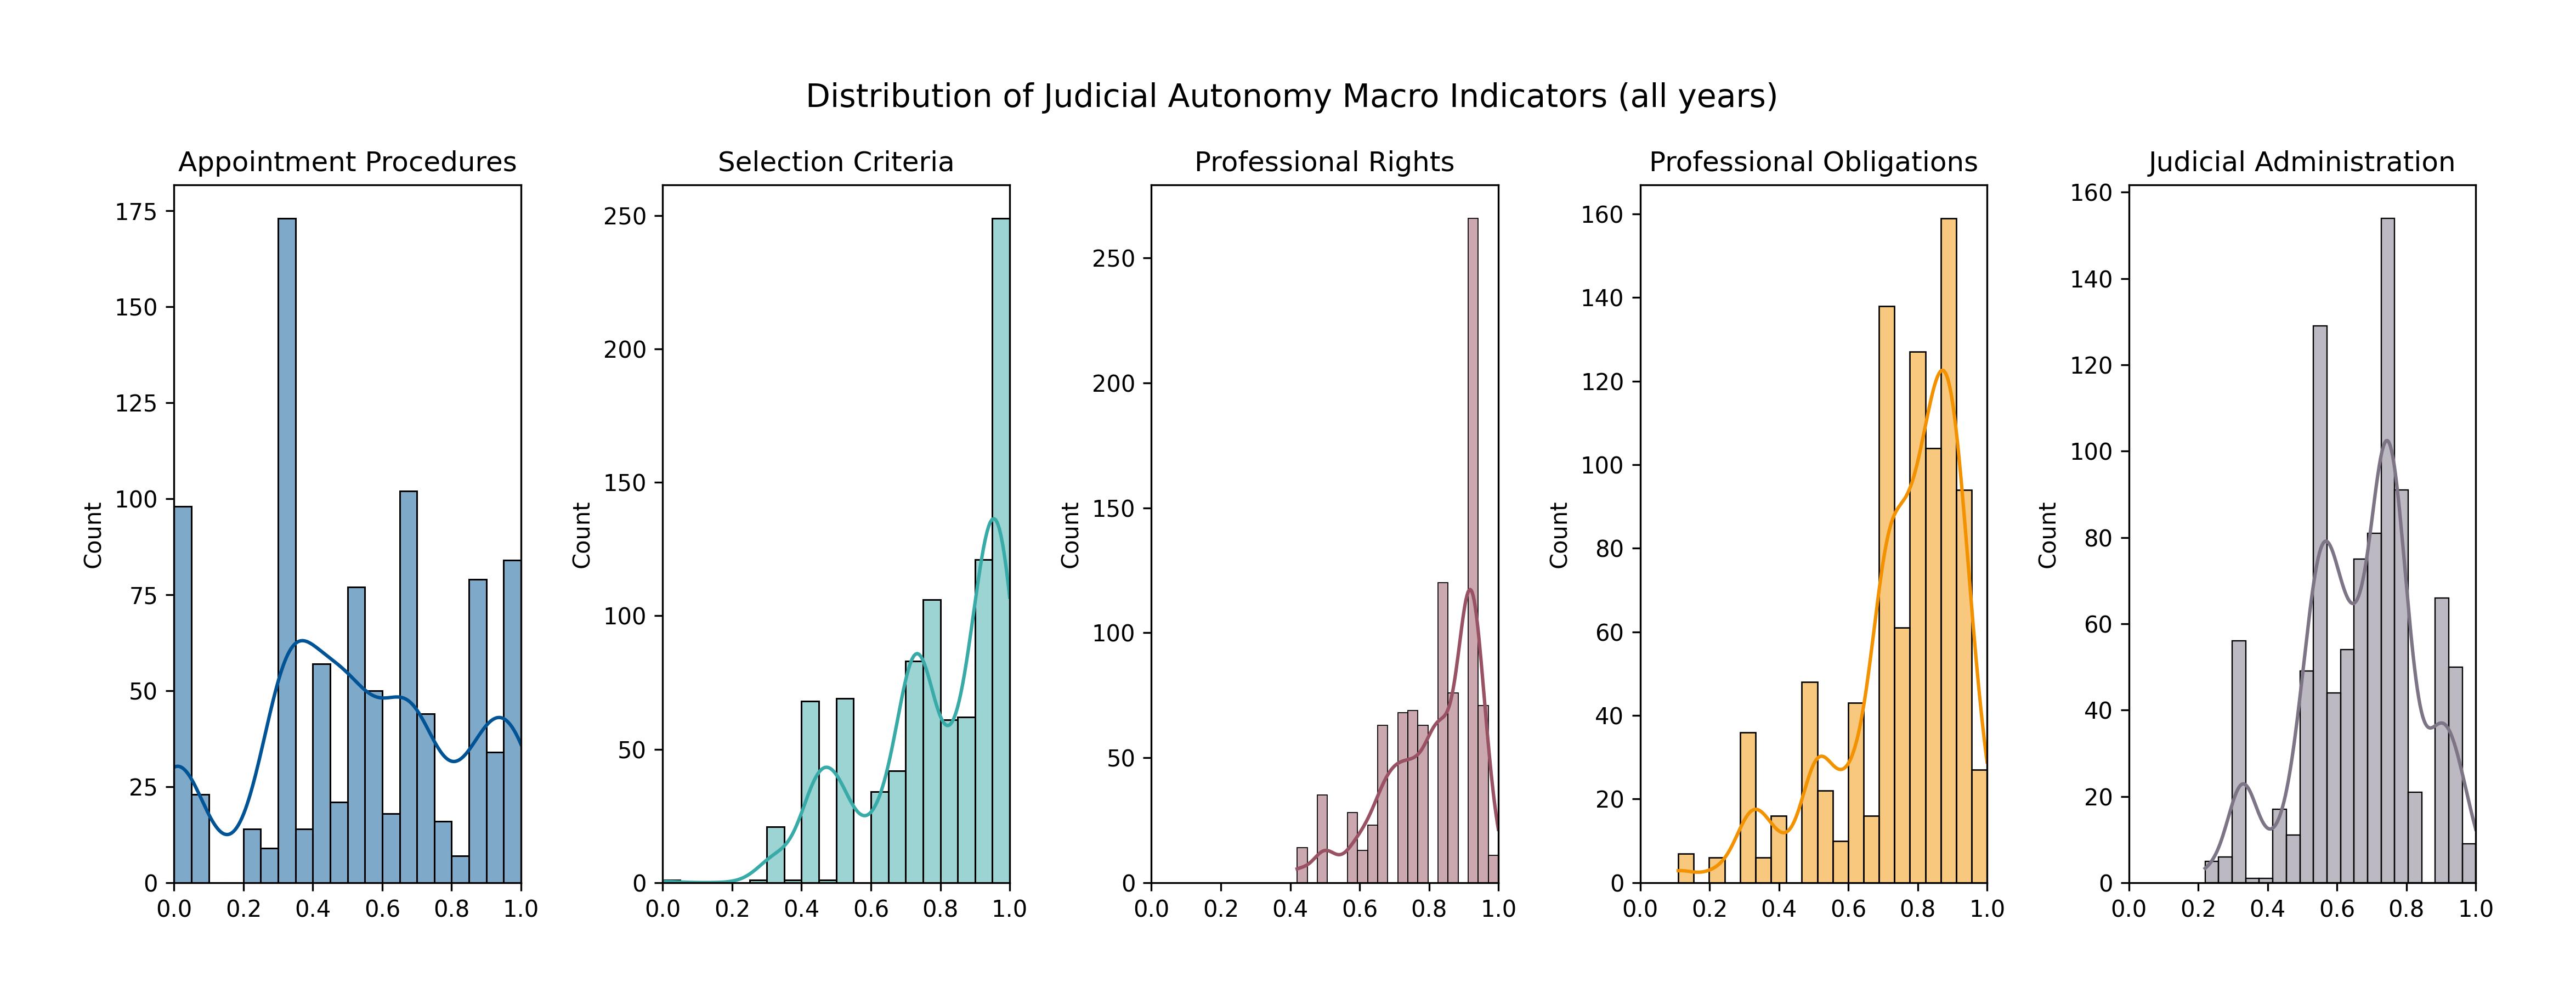 Distribution of Judicial Autonomy Macro Indicators (all years)
Appointment Procedures
Count
175
150
125
100
75
50
25
0
0.0 0.2 0.4 0.6 0.8 1.0
Selection Criteria
Count
250
200
150
100
50
0
0.0 0.2 0.4 0.6 0.8 1.0
Professional Rights
Count
250
200
150
100
50
0
0.0 0.2 0.4 0.6 0.8 1.0
Professional Obligations
Count
160
140
120
100
80
60
40
20
0
0.0 0.2 0.4 0.6 0.8 1.0
Judicial Administration
Count
160
140
120
100
80
60
40
20
0
0.0 0.2 0.4 0.6 0.8 1.0